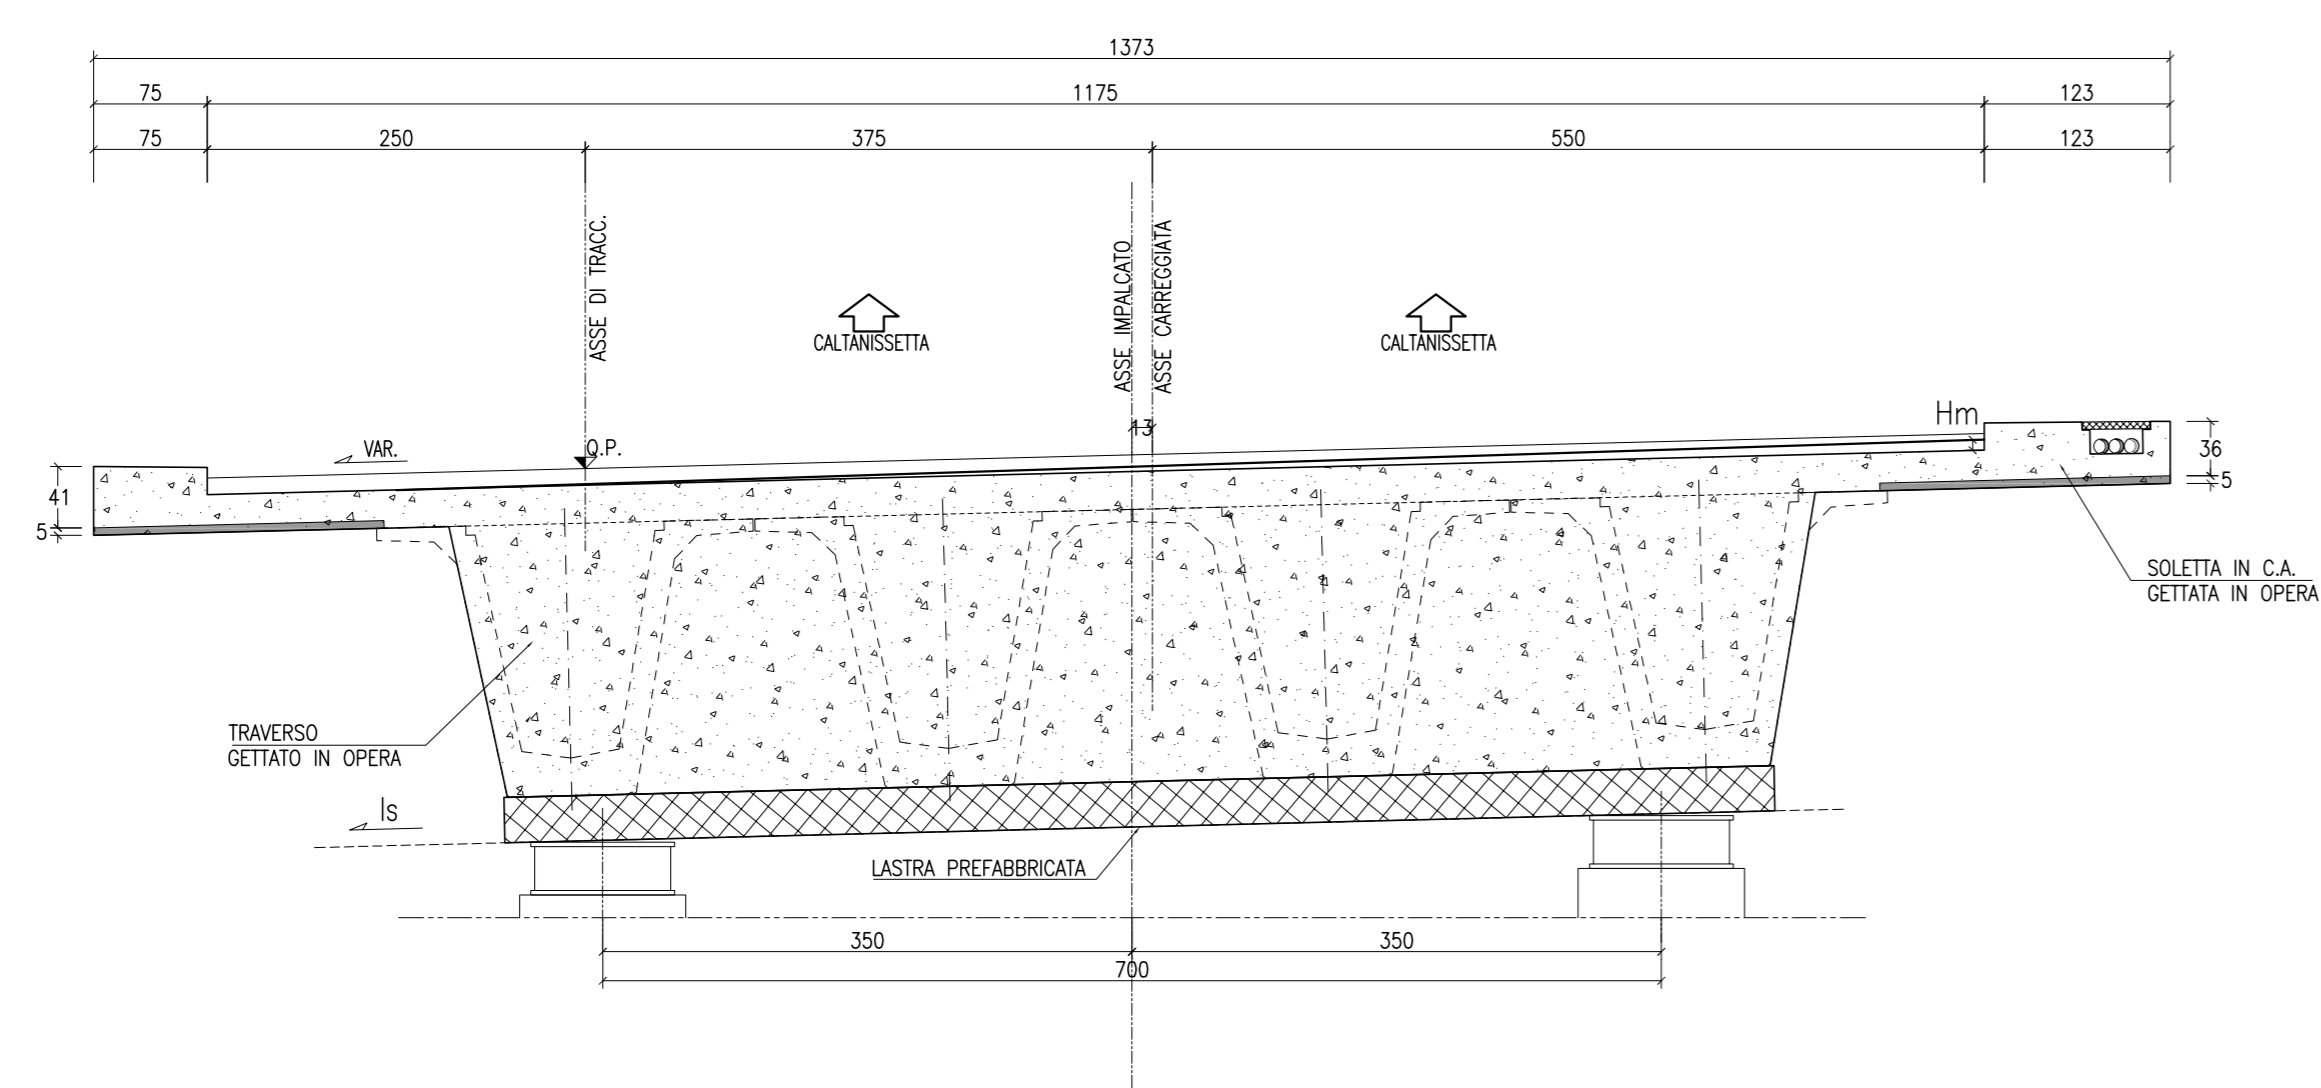 1373
75
1175
123
75
250
375
550
123
ASSE DI TRACC.
ASSE IMPALCATO
ASSE CARREGGIATA
CALTANISSETTA
CALTANISSETTA
Hm
13
VAR.
Q.P.
36
5
41
5
SOLETTA IN C.A.
GETTATA IN OPERA
TRAVERSO
GETTATO IN OPERA
Is
LASTRA PREFABBRICATA
350
350
700